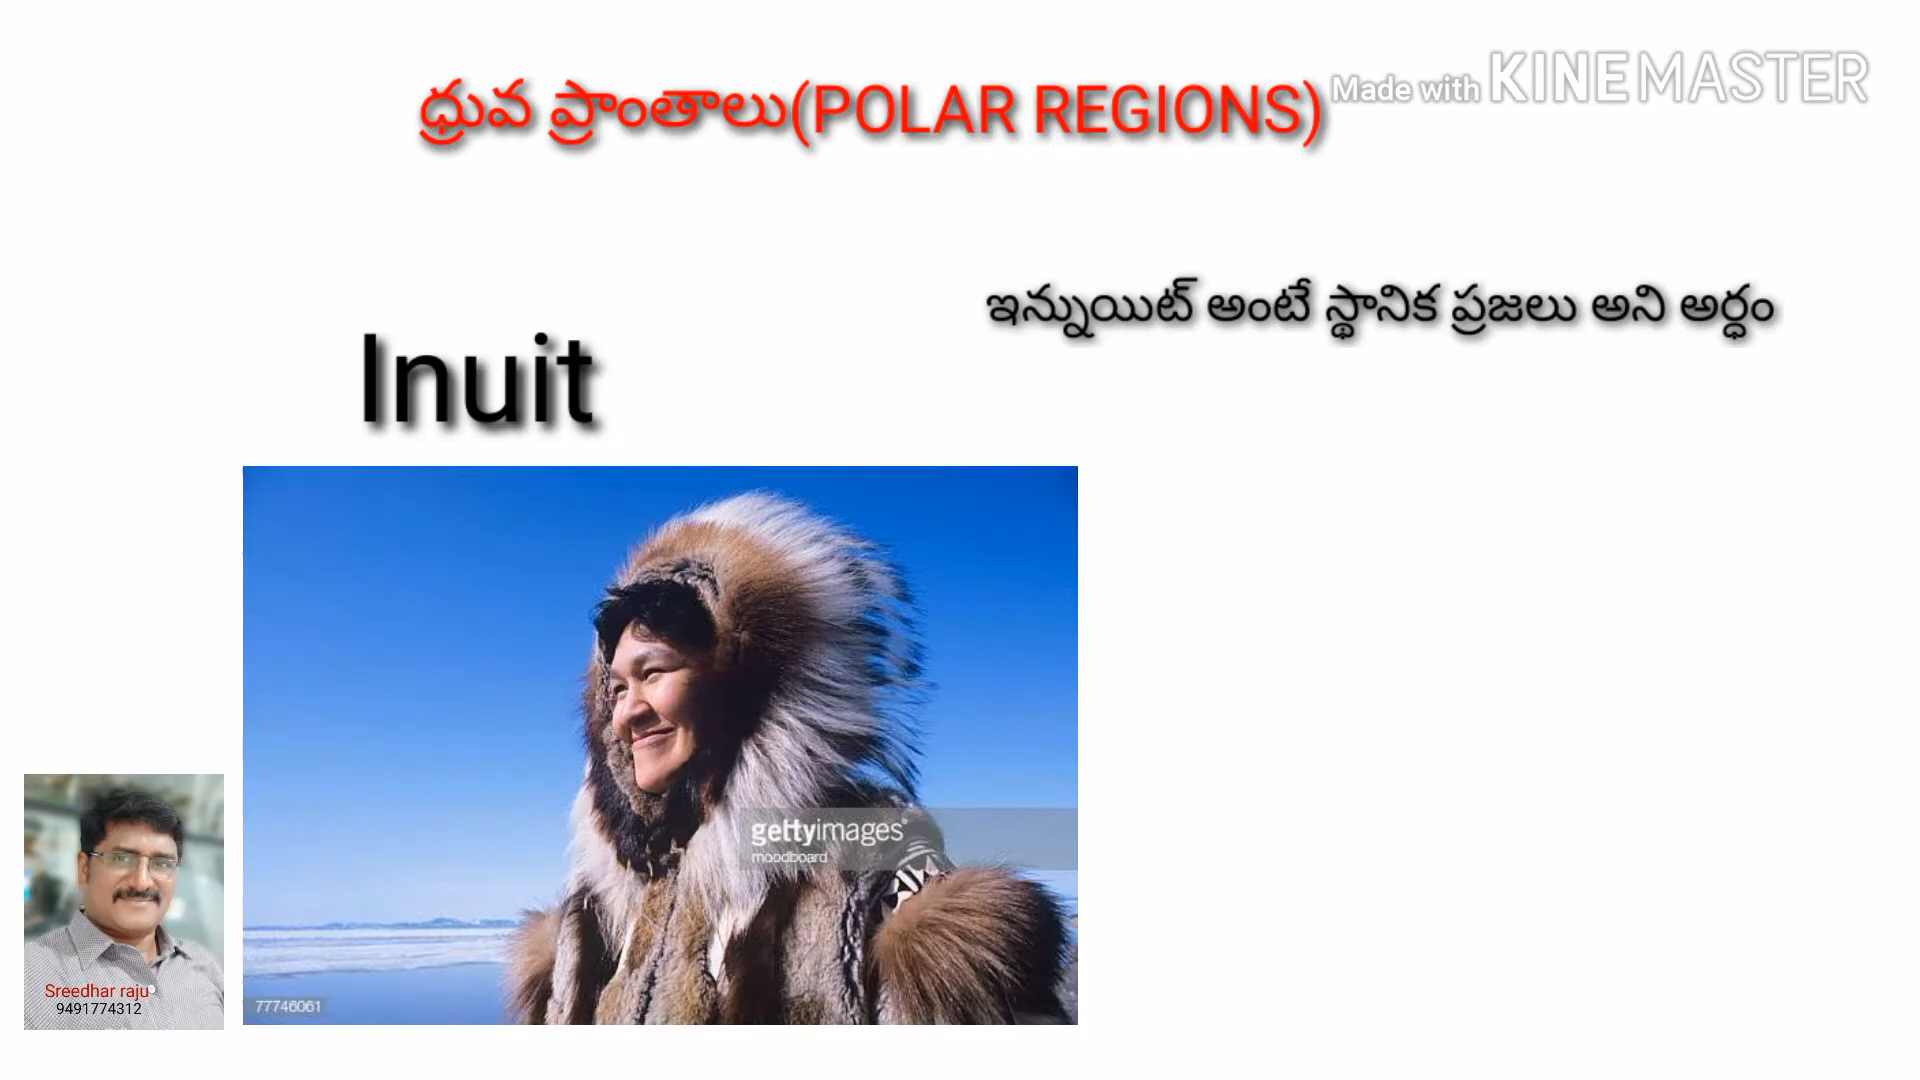 ధ్రువ ప్రాంతాలు(POLAR REGIONS)
Made with KINEMASTER
ఇన్నుయిట్ అంటే స్థానిక ప్రజలు అని అర్ధం
Inuit
gettyimages
moodboard
77746061
Sreedhar raju
9491774312